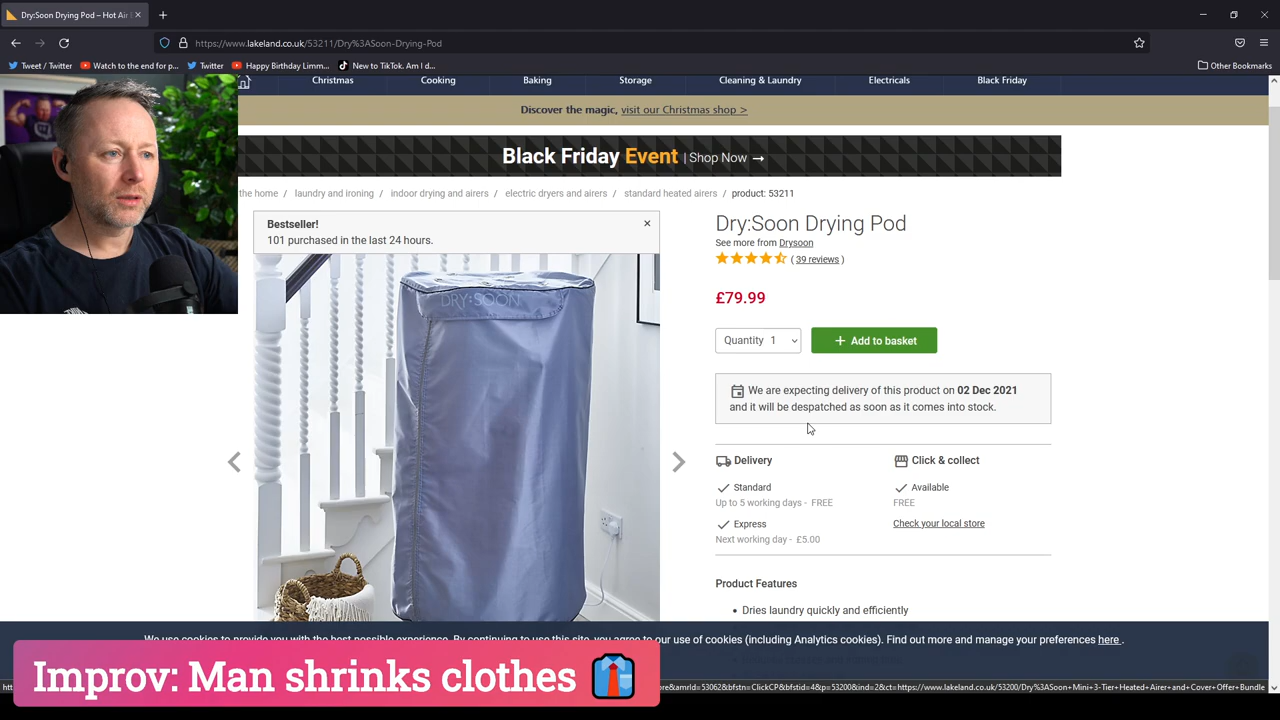 Dry:Soon Drying Pod – Hot Air
https://www.lakeland.co.uk/53211/Dry%3ASoon-Drying-Pod
Tweet / Twitter
Watch to the end for p...
Twitter
Happy Birthday Limm...
New to TikTok. Am I d...
Other Bookmarks
Christmas
Cooking
Baking
Storage
Cleaning & Laundry
Electricals
Black Friday
Discover the magic, visit our Christmas shop >
Black Friday Event | Shop Now →
the home / laundry and ironing / indoor drying and airers / electric dryers and airers / standard heated airers / product: 53211
Bestseller!
101 purchased in the last 24 hours.
DRY:SOON
Dry:Soon Drying Pod
See more from Drysoon
( 39 reviews )
£79.99
Quantity 1
+ Add to basket
We are expecting delivery of this product on 02 Dec 2021
and it will be despatched as soon as it comes into stock.
Delivery
Standard
Up to 5 working days - FREE
Express
Next working day - £5.00
Click & collect
Available
FREE
Check your local store
Product Features
• Dries laundry quickly and efficiently
We use cookies to provide you with the best possible experience. By continuing to use this site, you agree to our use of cookies (including Analytics cookies). Find out more and manage your preferences here .
Improv: Man shrinks clothes